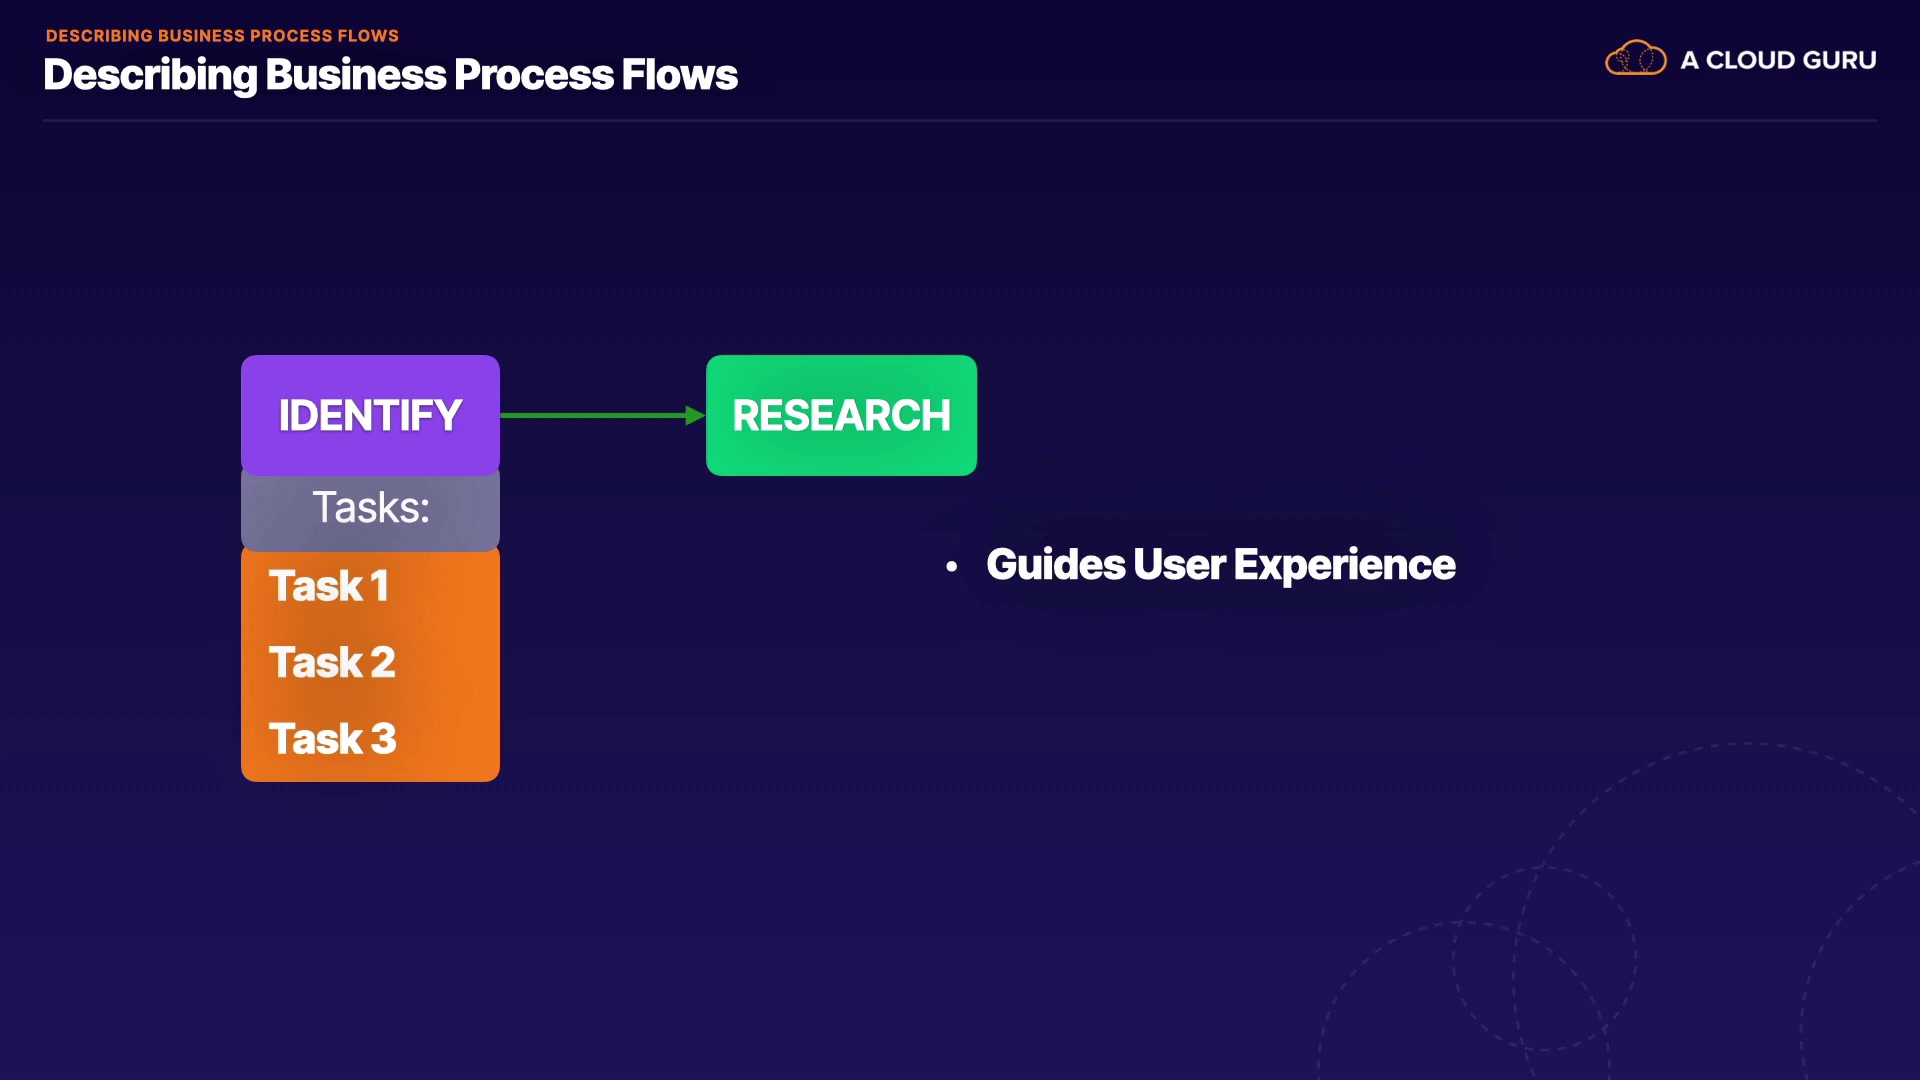 DESCRIBING BUSINESS PROCESS FLOWS
Describing Business Process Flows
A CLOUD GURU
IDENTIFY
RESEARCH
Tasks:
Task 1
Task 2
Task 3
• Guides User Experience